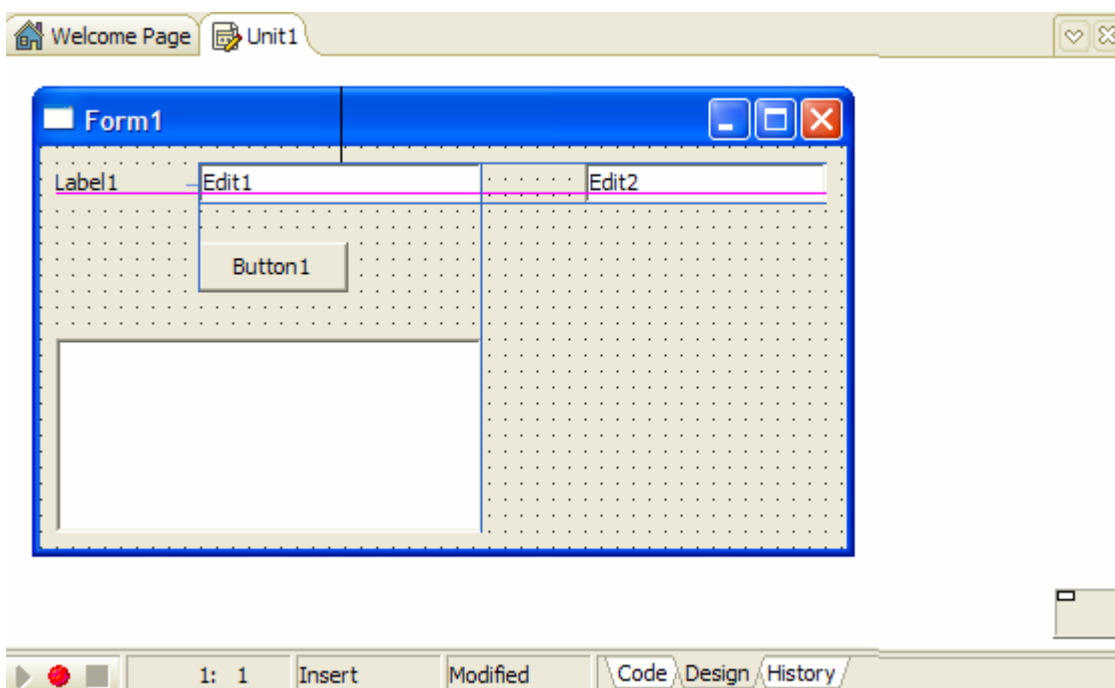 Welcome Page Unit1
Form1
Label1 Edit1 Edit2
Button1
1: 1 Insert Modified Code Design History